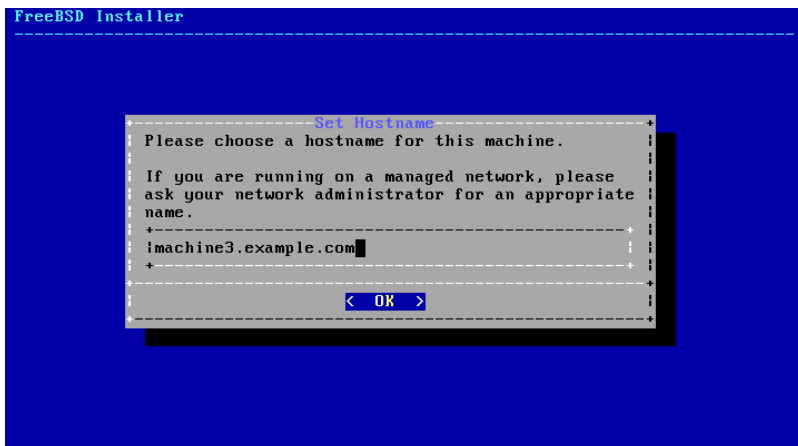 FreeBSD Installer
Set Hostname
Please choose a hostname for this machine.
If you are running on a managed network, please
ask your network administrator for an appropriate
name.
machine3.example.com
< OK >